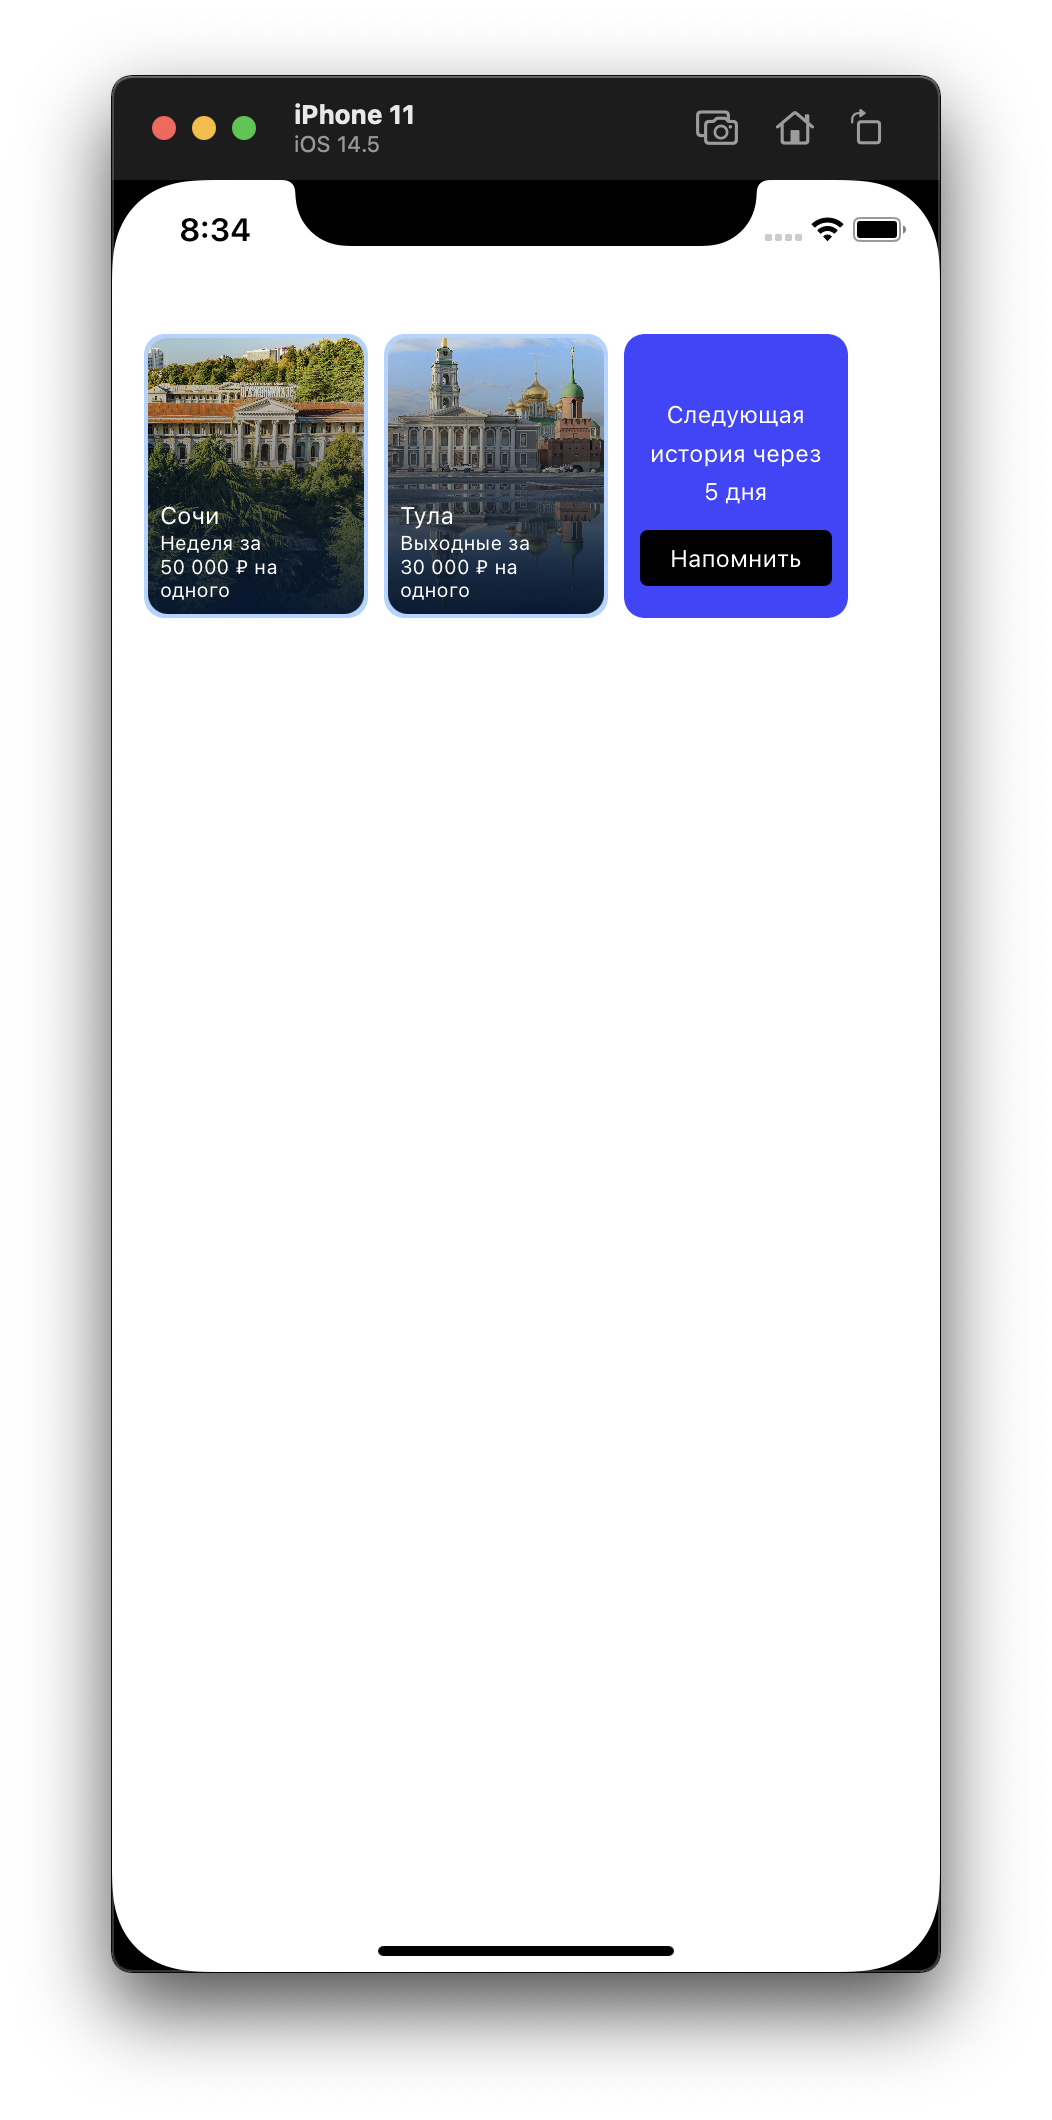 iPhone 11
iOS 14.5
8:34
Сочи
Неделя за
50 000 ₽ на
одного
Тула
Выходные за
30 000 ₽ на
одного
Следующая
история через
5 дня
Напомнить